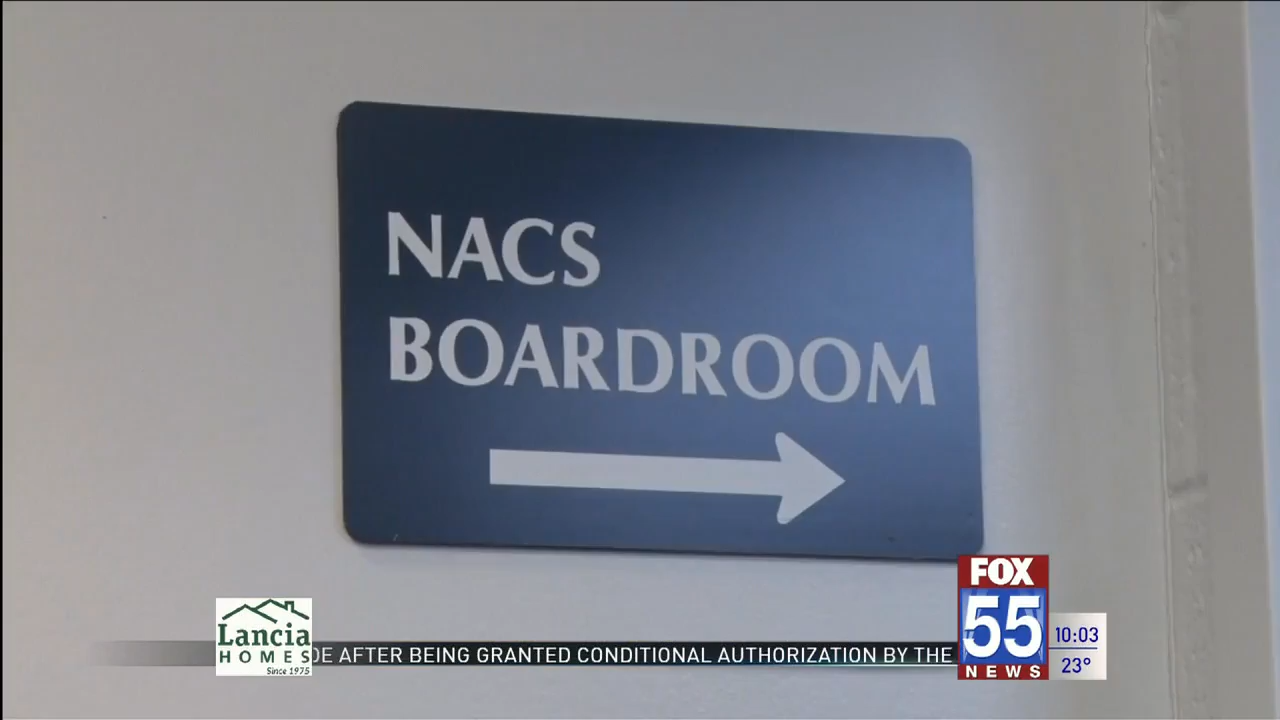 NACS
BOARDROOM
FOX
55
NEWS
10:03
23°
Lancia
HOMES
Since 1975
DE AFTER BEING GRANTED CONDITIONAL AUTHORIZATION BY THE